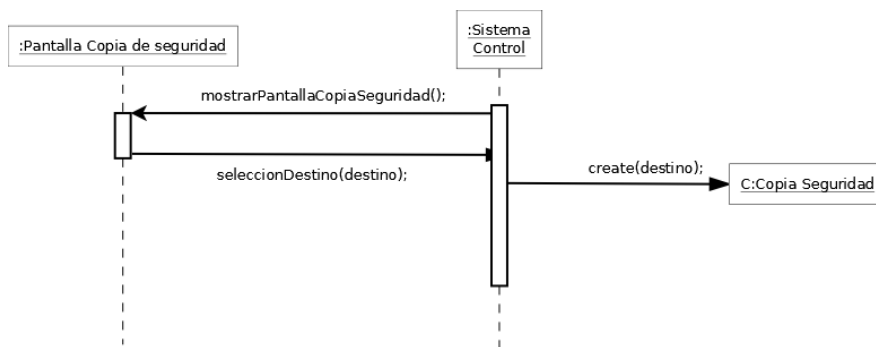 :Pantalla Copia de seguridad
:Sistema
Control
mostrarPantallaCopiaSeguridad();
seleccionDestino(destino);
create(destino);
C:Copia Seguridad